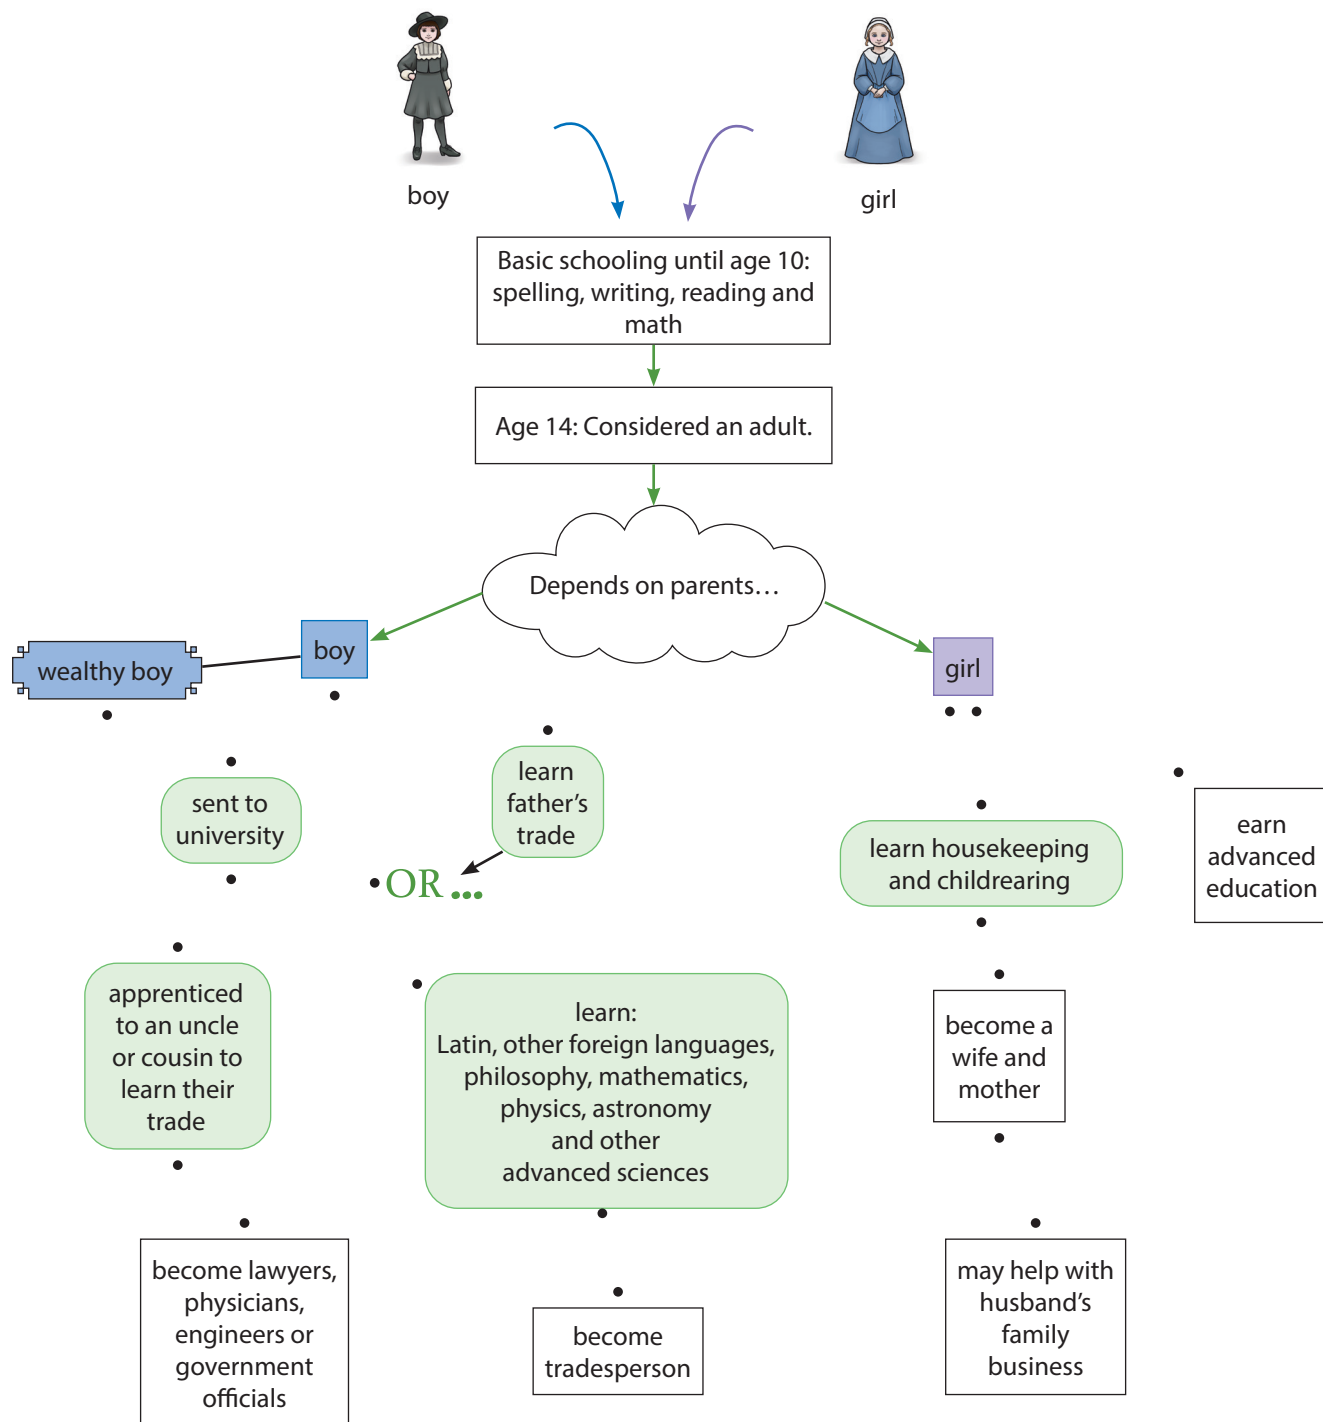 boy
girl
Basic schooling until age 10:
spelling, writing, reading and
math
Age 14: Considered an adult.
Depends on parents…
wealthy boy
boy
girl
sent to
university
learn
father’s
trade
OR ...
learn housekeeping
and childrearing
earn
advanced
education
apprenticed
to an uncle
or cousin to
learn their
trade
learn:
Latin, other foreign languages,
philosophy, mathematics,
physics, astronomy
and other
advanced sciences
become a
wife and
mother
become lawyers,
physicians,
engineers or
government
officials
become
tradesperson
may help with
husband’s
family
business